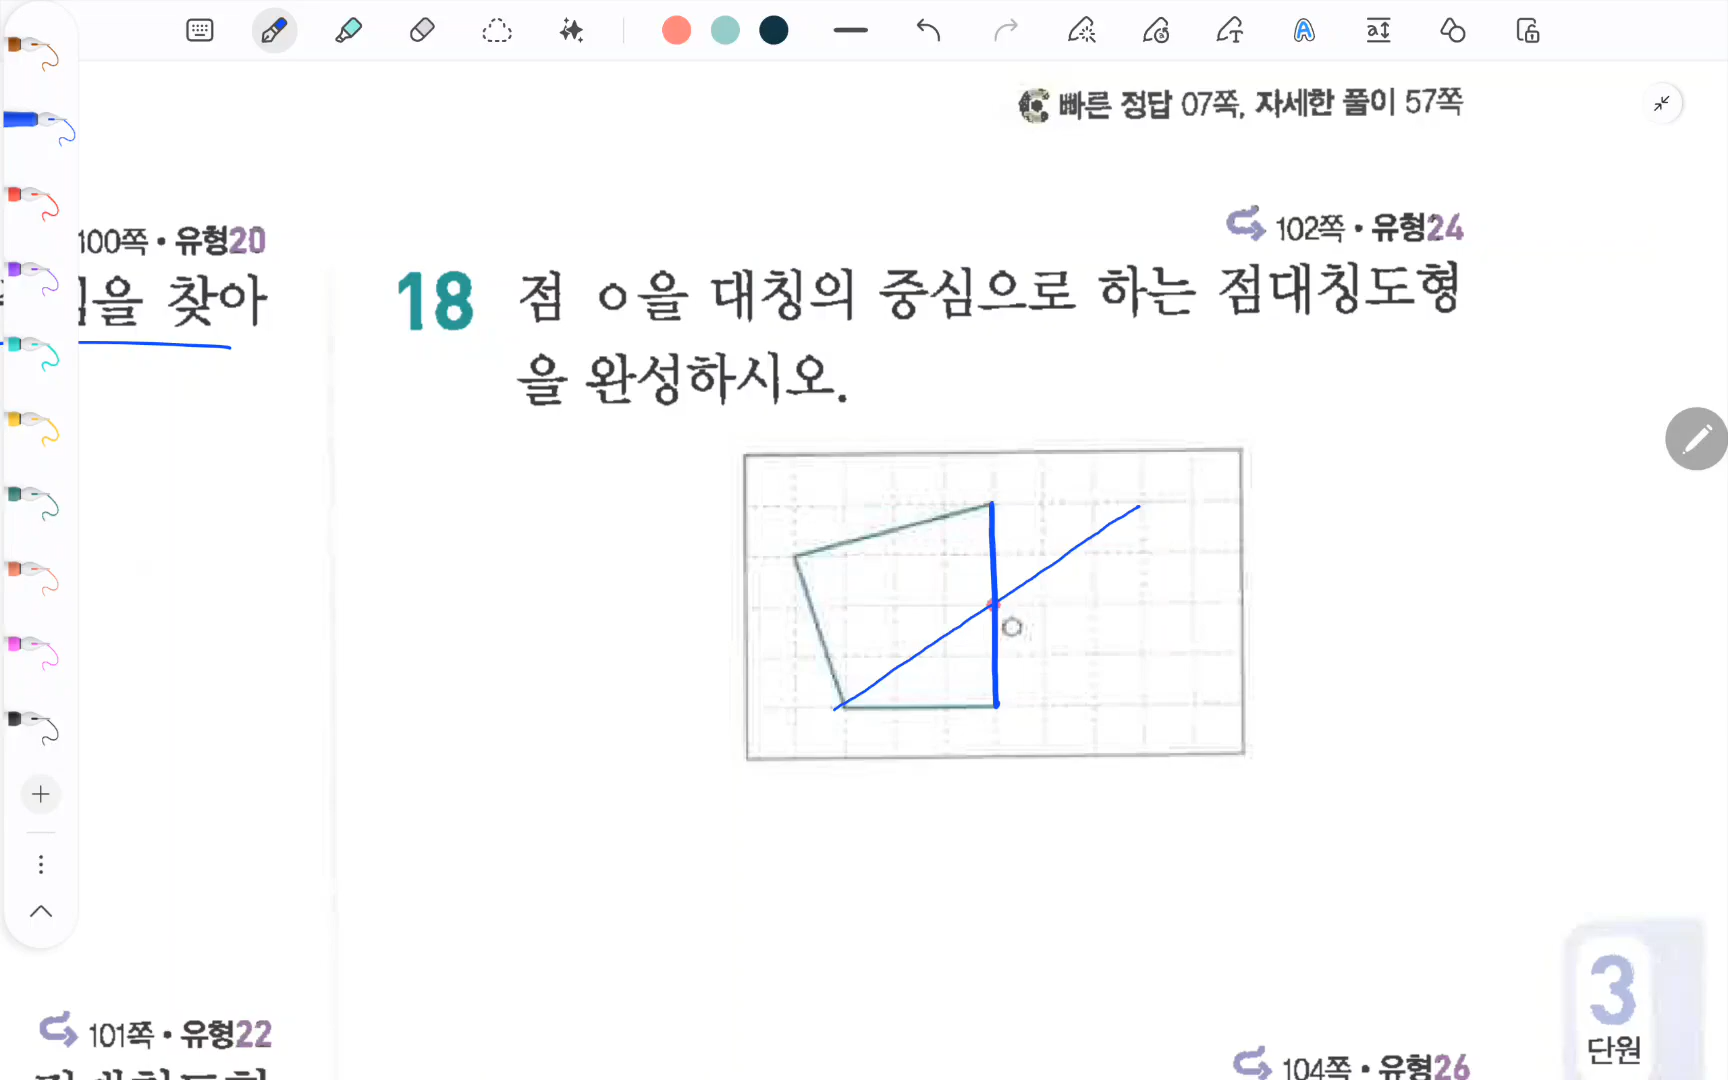 빠른 정답 07쪽, 자세한 풀이 57쪽
100쪽 • 유형20
을 찾아
102쪽 • 유형24
18 점 ㅇ을 대칭의 중심으로 하는 점대칭도형
을 완성하시오.
ㅇ
3
단원
101쪽 • 유형22
104쪽 • 유형26